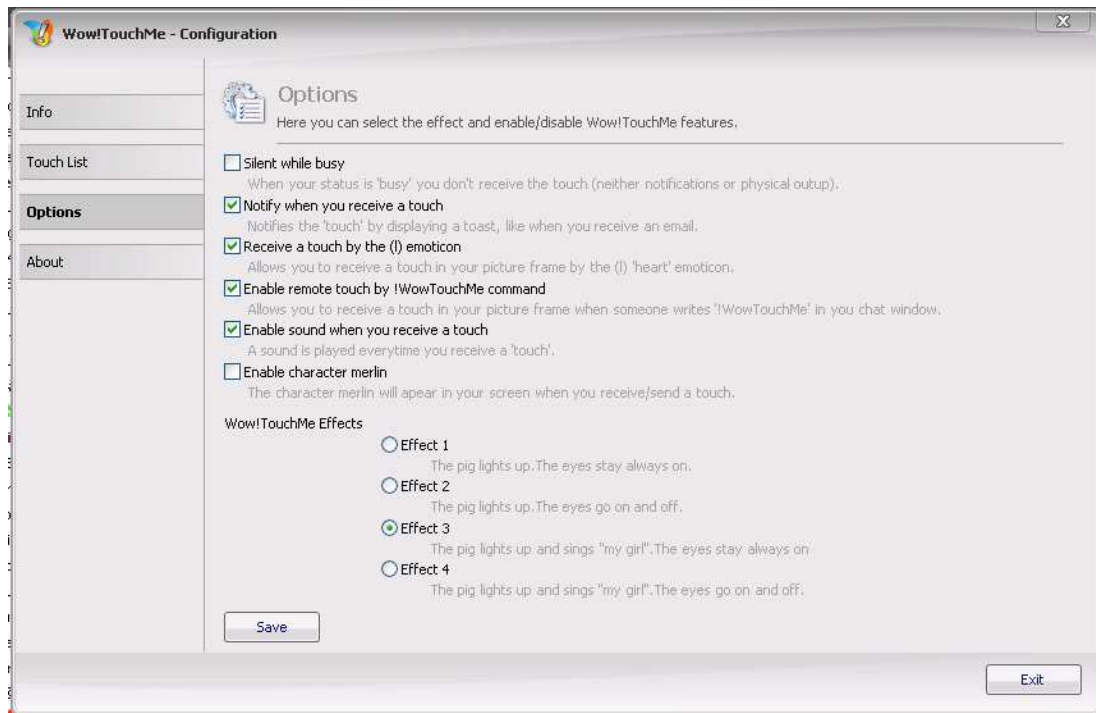 Wow!TouchMe - Configuration
Info
Touch List
Options
About
Options
Here you can select the effect and enable/disable Wow!TouchMe features.
Silent while busy
When your status is 'busy' you don't receive the touch (neither notifications or physical outup).
Notify when you receive a touch
Notifies the 'touch' by displaying a toast, like when you receive an email.
Receive a touch by the (l) emoticon
Allows you to receive a touch in your picture frame by the (l) 'heart' emoticon.
Enable remote touch by !WowTouchMe command
Allows you to receive a touch in your picture frame when someone writes '!WowTouchMe' in you chat window.
Enable sound when you receive a touch
A sound is played everytime you receive a 'touch'.
Enable character merlin
The character merlin will apear in your screen when you receive/send a touch.
Wow!TouchMe Effects
Effect 1
The pig lights up.The eyes stay always on.
Effect 2
The pig lights up.The eyes go on and off.
Effect 3
The pig lights up and sings "my girl".The eyes stay always on
Effect 4
The pig lights up and sings "my girl".The eyes go on and off.
Save
Exit